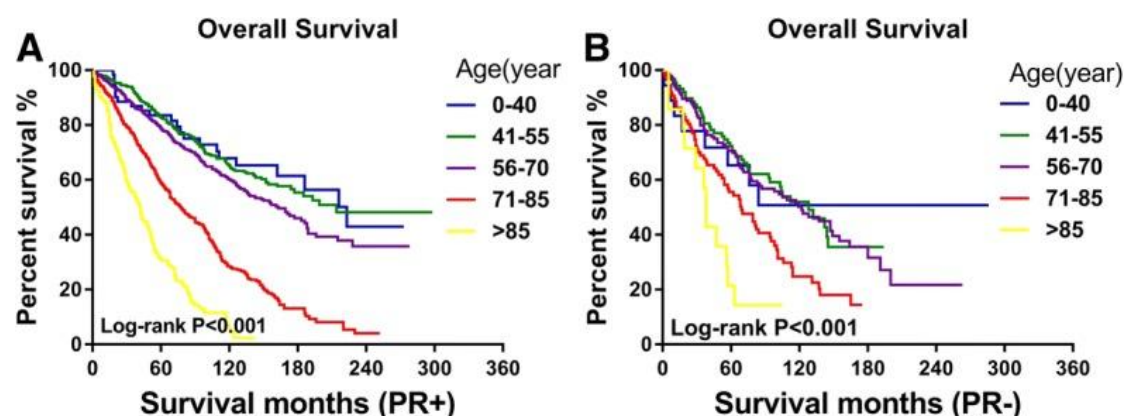 A
Overall Survival
Percent survival %
100
80
60
40
20
0
Age(year
0-40
41-55
56-70
71-85
>85
Log-rank P<0.001
0 60 120 180 240 300 360
Survival months (PR+)
B
Overall Survival
Percent survival %
100
80
60
40
20
0
Age(year)
0-40
41-55
56-70
71-85
>85
Log-rank P<0.001
0 60 120 180 240 300 360
Survival months (PR-)